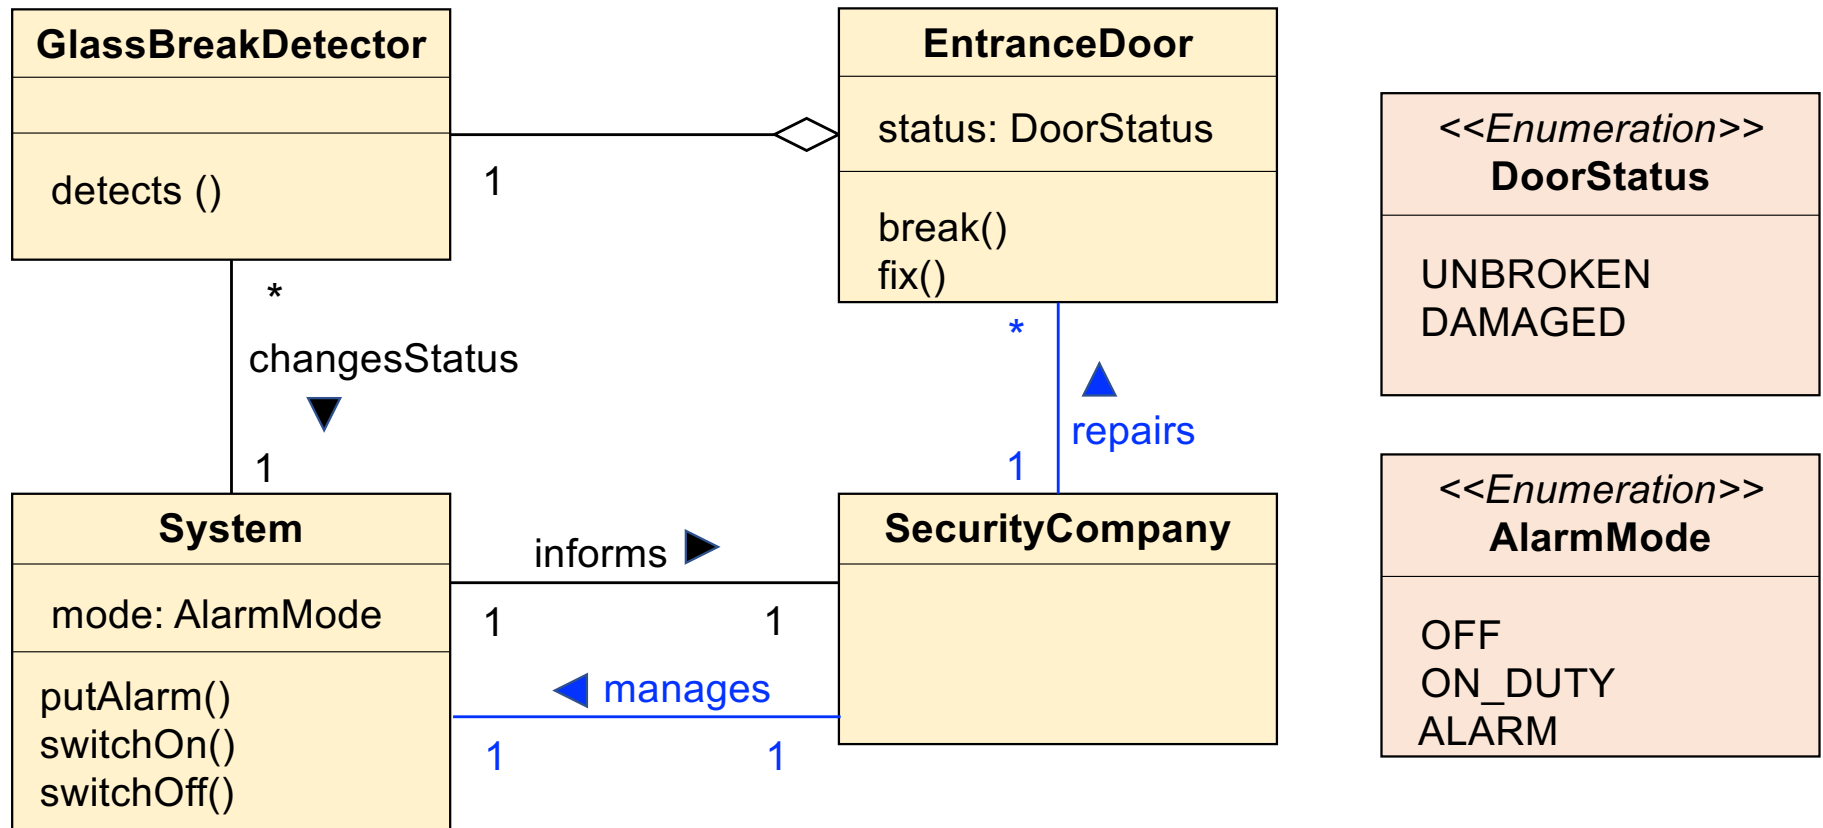 GlassBreakDetector
detects ()
1
EntranceDoor
status: DoorStatus
break()
fix()
<<Enumeration>>
DoorStatus
UNBROKEN
DAMAGED
*
changesStatus
1
*
repairs
1
System
mode: AlarmMode
putAlarm()
switchOn()
switchOff()
informs
1
1
manages
1
1
SecurityCompany
<<Enumeration>>
AlarmMode
OFF
ON_DUTY
ALARM